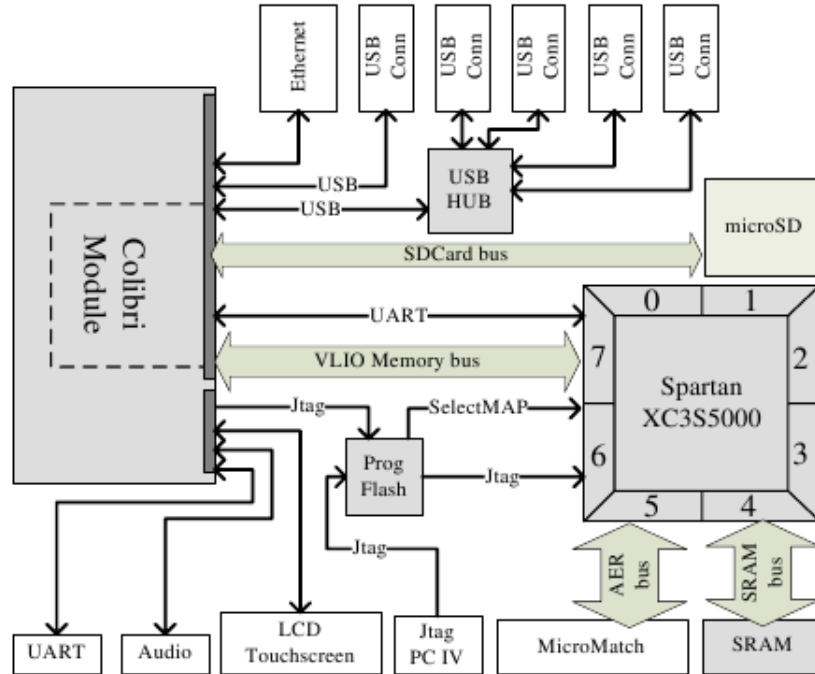 Ethernet
USB
Conn
USB
Conn
USB
Conn
USB
Conn
USB
Conn
USB
USB
USB
HUB
microSD
SDCard bus
Colibri
Module
UART
VLIO Memory bus
0
1
2
3
4
5
6
7
Spartan
XC3S5000
Jtag
SelectMAP
Prog
Flash
Jtag
Jtag
AER
bus
SRAM
bus
UART
Audio
LCD
Touchscreen
Jtag
PC IV
MicroMatch
SRAM